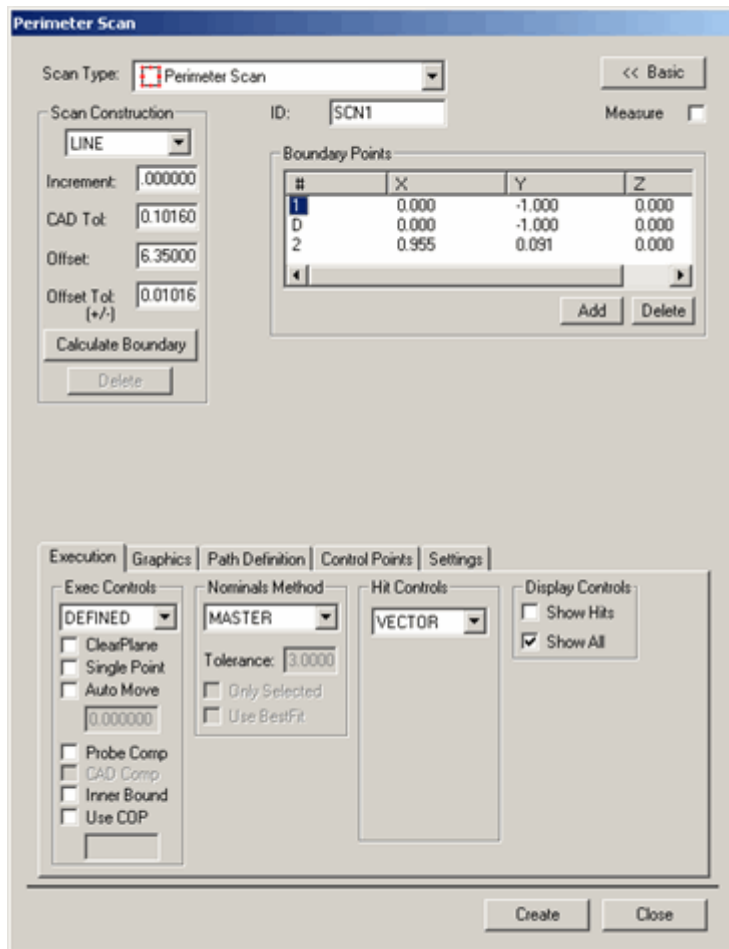 Perimeter Scan
Scan Type: Perimeter Scan
<< Basic
Scan Construction
ID: SCN1
Measure
LINE
Boundary Points
# X Y Z
1 0.000 -1.000 0.000
D 0.000 -1.000 0.000
2 0.955 0.091 0.000
Increment: .000000
CAD Tol: 0.10160
Offset: 6.35000
Offset Tol: 0.01016
(+/-)
Add Delete
Calculate Boundary
Delete
Execution Graphics Path Definition Control Points Settings
Exec Controls
DEFINED
ClearPlane
Single Point
Auto Move
0.000000
Probe Comp
CAD Comp
Inner Bound
Use COP
Nominals Method
MASTER
Tolerance: 3.0000
Only Selected
Use BestFit
Hit Controls
VECTOR
Display Controls
Show Hits
Show All
Create Close